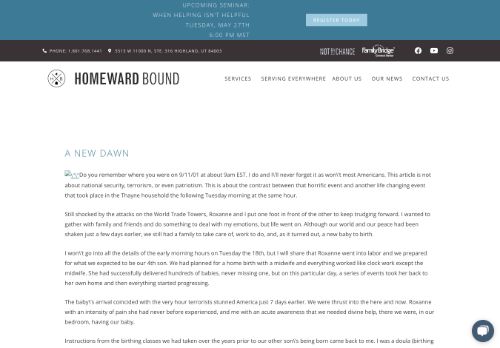 UPCOMING SEMINAR:
WHEN HELPING ISN'T HELPFUL
TUESDAY, MAY 27TH
6:00 PM MST
REGISTER TODAY
PHONE: 1.801.768.1441
5513 W 11000 N, STE. 316 HIGHLAND, UT 84003
NOT BY CHANCE
FamilyBridge
HOMEWARD BOUND
SERVICES
SERVING EVERYWHERE
ABOUT US
OUR NEWS
CONTACT US
A NEW DAWN
Do you remember where you were on 9/11/01 at about 9am EST. I do and I\'ll never forget it as won\'t most Americans. This article is not
about national security, terrorism, or even patriotism. This is about the contrast between that horrific event and another life changing event
that took place in the Thayne household the following Tuesday morning at the same hour.
Still shocked by the attacks on the World Trade Towers, Roxanne and I put one foot in front of the other to keep trudging forward. I wanted to
gather with family and friends and do something to deal with my emotions, but life went on. Although our world and our peace had been
shaken just a few days earlier, we still had a family to take care of, work to do, and, as it turned out, a new baby to birth.
I won\'t go into all the details of the early morning hours on Tuesday the 18th, but I will share that Roxanne went into labor and we prepared
for what we expected to be our 4th son. We had planned for a home birth with a midwife and everything worked like clock work except the
midwife. She had successfully delivered hundreds of babies, never missing one, but on this particular day, a series of events took her back to
her own home and then everything started progressing.
The baby\'s arrival coincided with the very hour terrorists stunned America just 7 days earlier. We were thrust into the here and now. Roxanne
with an intensity of pain she had never before experienced, and me with an acute awareness that we needed divine help, there we were, in our
bedroom, having our baby.
Instructions from the birthing classes we had taken over the years prior to our other son\'s being born came back to me. I was a doula (birthing